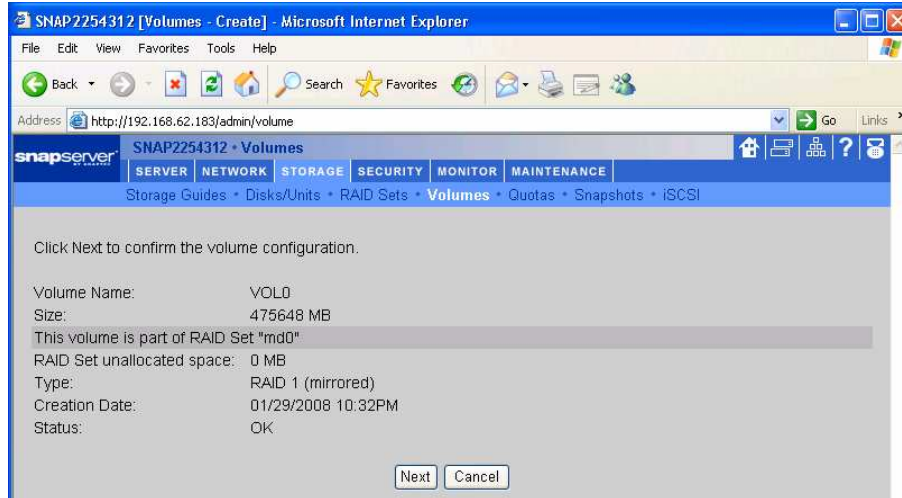 SNAP2254312 [Volumes - Create] - Microsoft Internet Explorer
File Edit View Favorites Tools Help
Back Search Favorites
Address http://192.168.62.183/admin/volume Go Links
snapserver SNAP2254312 • Volumes
SERVER NETWORK STORAGE SECURITY MONITOR MAINTENANCE
Storage Guides • Disks/Units • RAID Sets • Volumes • Quotas • Snapshots • iSCSI
Click Next to confirm the volume configuration.
Volume Name: VOL0
Size: 475648 MB
This volume is part of RAID Set "md0"
RAID Set unallocated space: 0 MB
Type: RAID 1 (mirrored)
Creation Date: 01/29/2008 10:32PM
Status: OK
Next Cancel